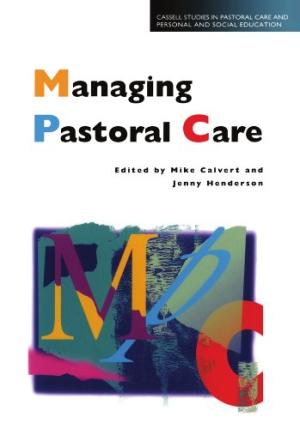 CASSELL STUDIES IN PASTORAL CARE AND
PERSONAL AND SOCIAL EDUCATION
Managing
Pastoral Care
Edited by Mike Calvert and
Jenny Henderson
M p C